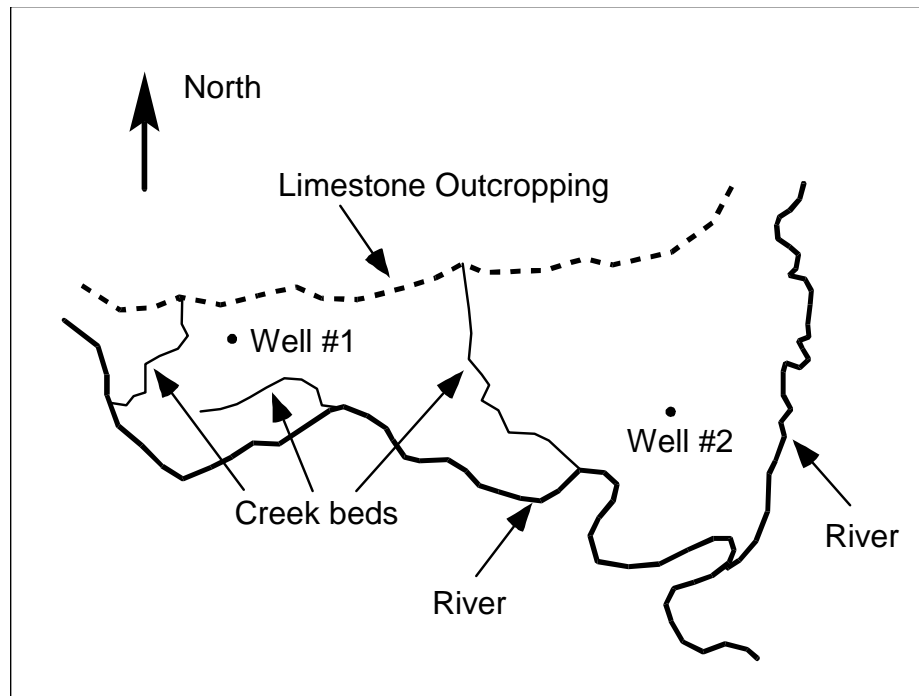 North
Limestone Outcropping
Well #1
Well #2
Creek beds
River
River